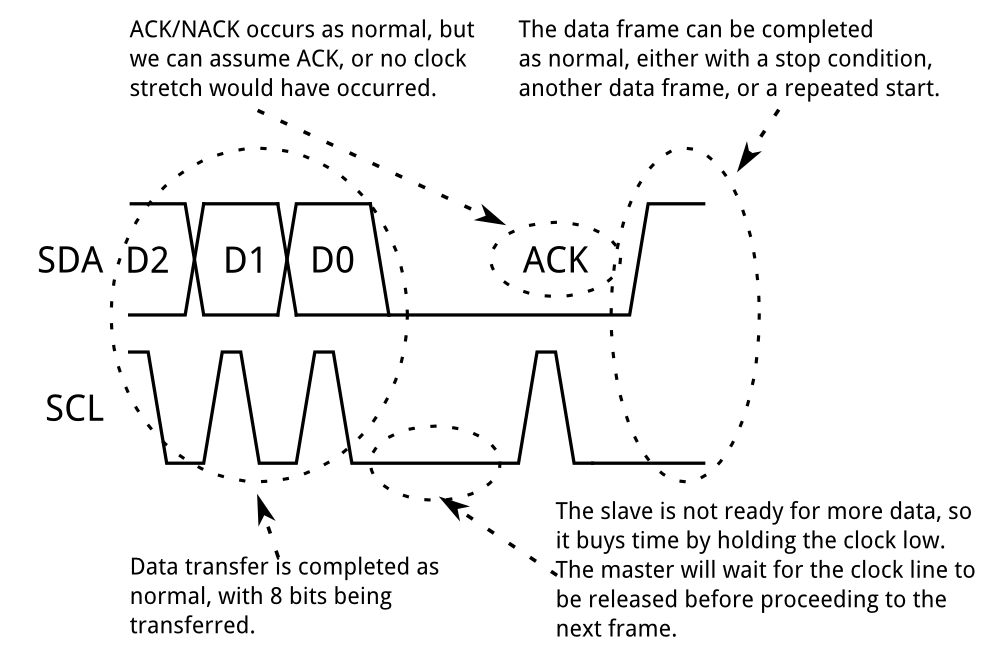 ACK/NACK occurs as normal, but
we can assume ACK, or no clock
stretch would have occurred.
The data frame can be completed
as normal, either with a stop condition,
another data frame, or a repeated start.
SDA D2 D1 D0 ACK
SCL
Data transfer is completed as
normal, with 8 bits being
transferred.
The slave is not ready for more data, so
it buys time by holding the clock low.
The master will wait for the clock line to
be released before proceeding to the
next frame.